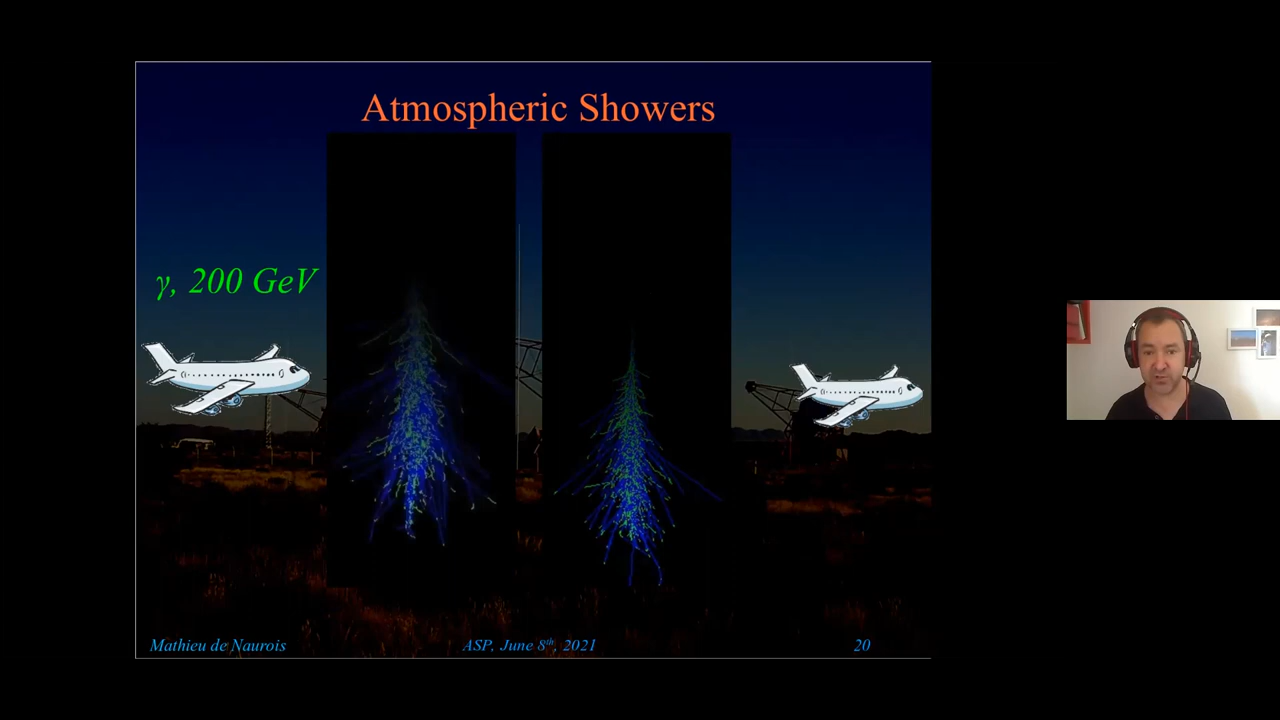 Atmospheric Showers
γ, 200 GeV
Mathieu de Naurois
ASP, June 8th, 2021
20